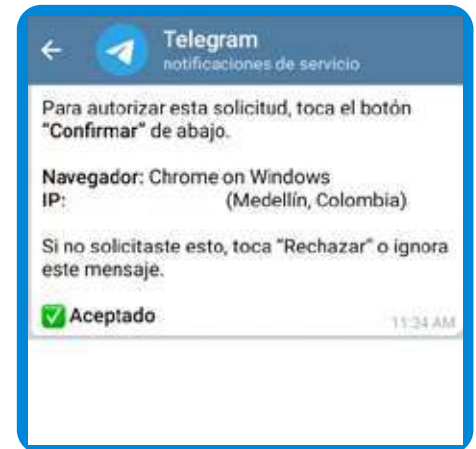 Telegram
notificaciones de servicio
Para autorizar esta solicitud, toca el botón
"Confirmar" de abajo.
Navegador: Chrome on Windows
IP: (Medellín, Colombia)
Si no solicitaste esto, toca "Rechazar" o ignora
este mensaje.
✅ Aceptado
11:34 AM